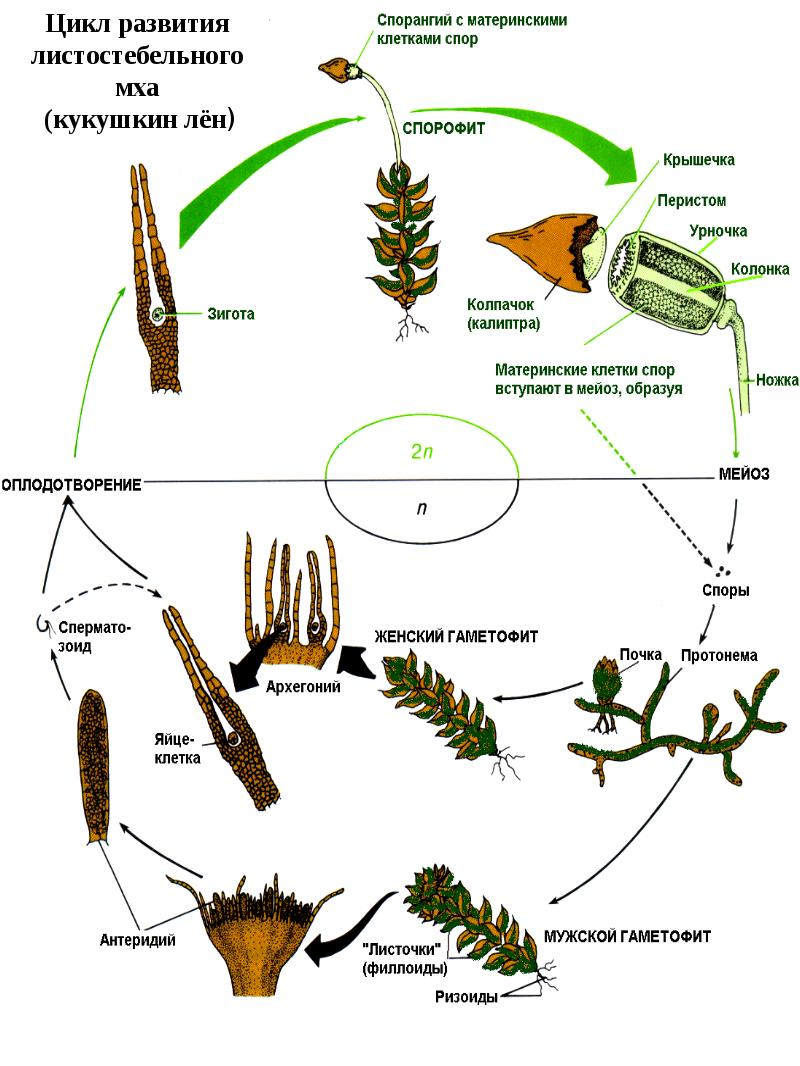 Цикл развития
листостебельного
мха
(кукушкин лён)
Спорангий с материнскими
клетками спор
СПОРОФИТ
Крышечка
Перистом
Урночка
Колонка
Колпачок
(калиптра)
Зигота
Материнские клетки спор
вступают в мейоз, образуя
Ножка
2n
ОПЛОДОТВОРЕНИЕ
МЕЙОЗ
n
Споры
Спермато-
зоид
ЖЕНСКИЙ ГАМЕТОФИТ
Почка
Протонема
Архегоний
Яйце-
клетка
Антеридий
"Листочки"
(филлоиды)
МУЖСКОЙ ГАМЕТОФИТ
Ризоиды